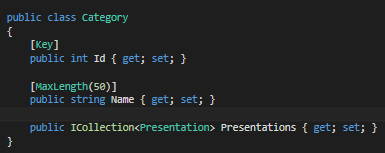 public class Category
{
[Key]
public int Id { get; set; }
[MaxLength(50)]
public string Name { get; set; }
public ICollection<Presentation> Presentations { get; set; }
}